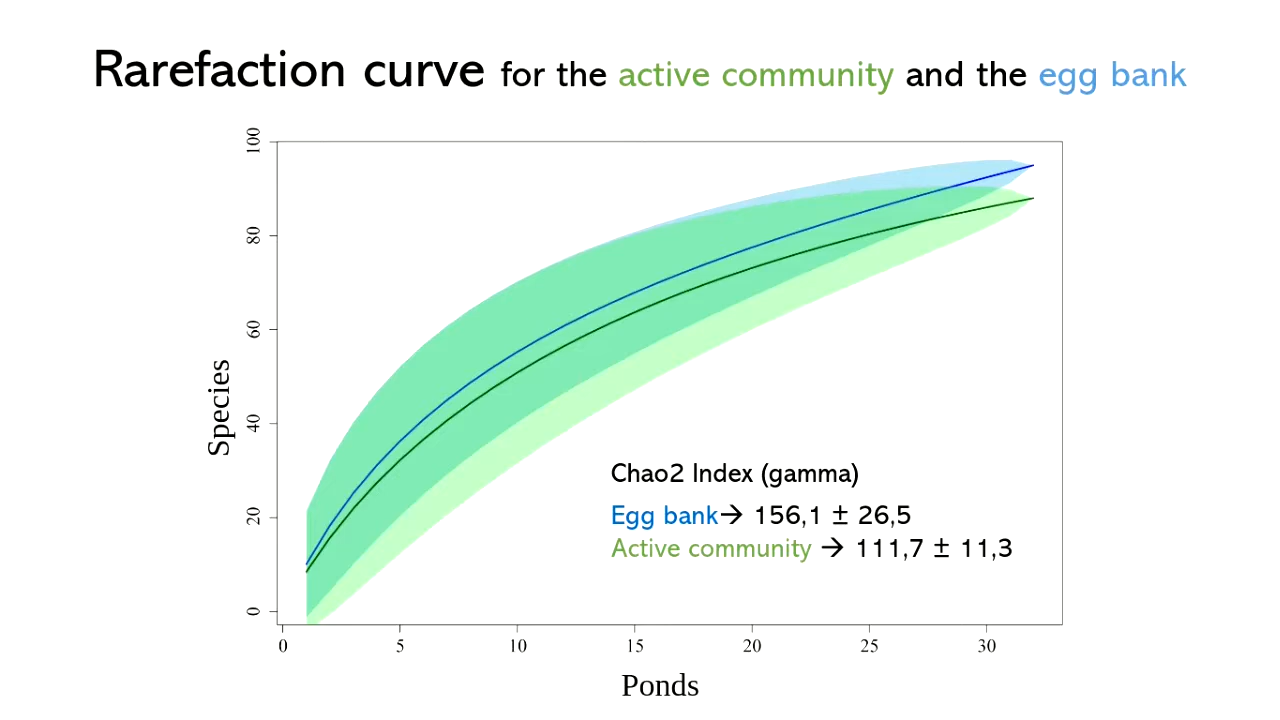 Rarefaction curve for the active community and the egg bank
100
80
60
40
20
0
Species
Chao2 Index (gamma)
Egg bank→ 156,1 ± 26,5
Active community → 111,7 ± 11,3
0 5 10 15 20 25 30
Ponds